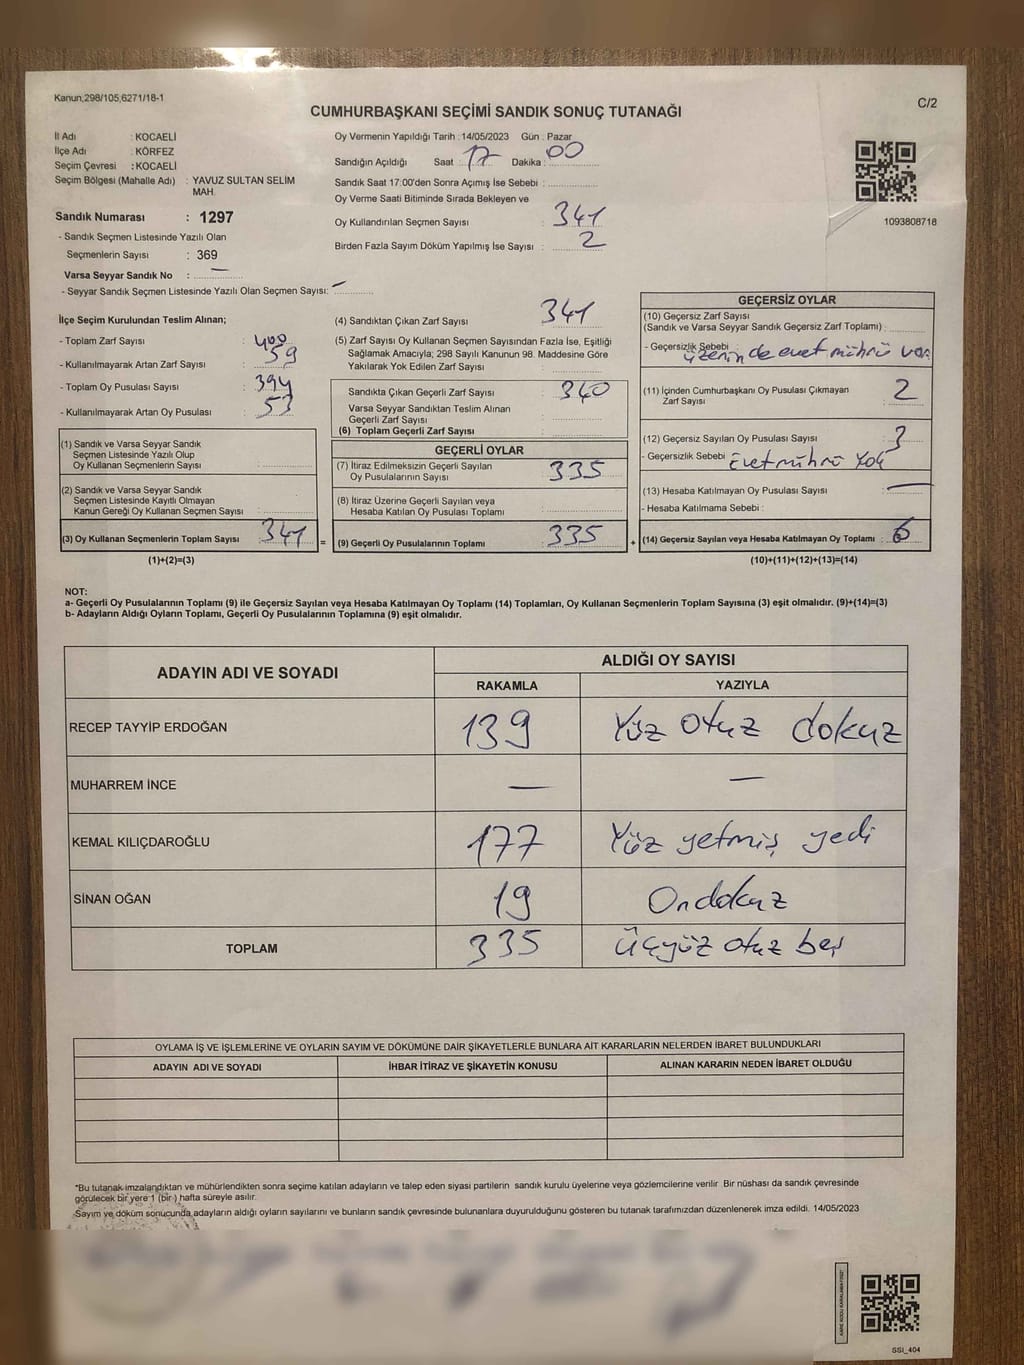 Kanun;298/105;6271/18-1
C/2
CUMHURBAŞKANI SEÇİMİ SANDIK SONUÇ TUTANAĞI
İl Adı : KOCAELİ
İlçe Adı : KÖRFEZ
Seçim Çevresi : KOCAELİ
Seçim Bölgesi (Mahalle Adı) : YAVUZ SULTAN SELİM
MAH.
Sandık Numarası : 1297
- Sandık Seçmen Listesinde Yazılı Olan
Seçmenlerin Sayısı : 369
Varsa Seyyar Sandık No : —
- Seyyar Sandık Seçmen Listesinde Yazılı Olan Seçmen Sayısı: —
Oy Vermenin Yapıldığı Tarih : 14/05/2023 Gün : Pazar
Sandığın Açıldığı Saat : 17 Dakika : 00
Sandık Saat 17:00'den Sonra Açımış İse Sebebi :
Oy Verme Saati Bitiminde Sırada Bekleyen ve
Oy Kullandırılan Seçmen Sayısı : 341
Birden Fazla Sayım Döküm Yapılmış İse Sayısı : 2
1093808718
İlçe Seçim Kurulundan Teslim Alınan;
- Toplam Zarf Sayısı : 400
- Kullanılmayarak Artan Zarf Sayısı : 59
- Toplam Oy Pusulası Sayısı : 394
- Kullanılmayarak Artan Oy Pusulası : 53
(1) Sandık ve Varsa Seyyar Sandık
Seçmen Listesinde Yazılı Olup
Oy Kullanan Seçmenlerin Sayısı :
(2) Sandık ve Varsa Seyyar Sandık
Seçmen Listesinde Kayıtlı Olmayan
Kanun Gereği Oy Kullanan Seçmen Sayısı :
(3) Oy Kullanan Seçmenlerin Toplam Sayısı : 341 =
(1)+(2)=(3)
(4) Sandıktan Çıkan Zarf Sayısı : 341
(5) Zarf Sayısı Oy Kullanan Seçmen Sayısından Fazla İse, Eşitliği
Sağlamak Amacıyla; 298 Sayılı Kanunun 98. Maddesine Göre
Yakılarak Yok Edilen Zarf Sayısı :
Sandıkta Çıkan Geçerli Zarf Sayısı : 340
Varsa Seyyar Sandıktan Teslim Alınan
Geçerli Zarf Sayısı :
(6) Toplam Geçerli Zarf Sayısı :
GEÇERLİ OYLAR
(7) İtiraz Edilmeksizin Geçerli Sayılan
Oy Pusulalarının Sayısı : 335
(8) İtiraz Üzerine Geçerli Sayılan veya
Hesaba Katılan Oy Pusulası Toplamı :
(9) Geçerli Oy Pusulalarının Toplamı : 335 +
GEÇERSİZ OYLAR
(10) Geçersiz Zarf Sayısı
(Sandık ve Varsa Seyyar Sandık Geçersiz Zarf Toplamı) :
- Geçersizlik Sebebi : üzerinde evet mührü var.
(11) İçinden Cumhurbaşkanı Oy Pusulası Çıkmayan
Zarf Sayısı : 2
(12) Geçersiz Sayılan Oy Pusulası Sayısı : 3
- Geçersizlik Sebebi Evet mührü Yok
(13) Hesaba Katılmayan Oy Pusulası Sayısı : —
- Hesaba Katılmama Sebebi :
(14) Geçersiz Sayılan veya Hesaba Katılmayan Oy Toplamı : 6
(10)+(11)+(12)+(13)=(14)
NOT:
a- Geçerli Oy Pusulalarının Toplamı (9) ile Geçersiz Sayılan veya Hesaba Katılmayan Oy Toplamı (14) Toplamları, Oy Kullanan Seçmenlerin Toplam Sayısına (3) eşit olmalıdır. (9)+(14)=(3)
b- Adayların Aldığı Oyların Toplamı, Geçerli Oy Pusulalarının Toplamına (9) eşit olmalıdır.
ADAYIN ADI VE SOYADI
ALDIĞI OY SAYISI
RAKAMLA YAZIYLA
RECEP TAYYİP ERDOĞAN 139 Yüz otuz dokuz
MUHARREM İNCE — —
KEMAL KILIÇDAROĞLU 177 Yüz yetmiş yedi
SİNAN OĞAN 19 Ondokuz
TOPLAM 335 üçyüz otuz beş
OYLAMA İŞ VE İŞLEMLERİNE VE OYLARIN SAYIM VE DÖKÜMÜNE DAİR ŞİKAYETLERLE BUNLARA AİT KARARLARIN NELERDEN İBARET BULUNDUKLARI
ADAYIN ADI VE SOYADI İHBAR İTİRAZ VE ŞİKAYETİN KONUSU ALINAN KARARIN NEDEN İBARET OLDUĞU
*Bu tutanak imzalandıktan ve mühürlendikten sonra seçime katılan adayların ve talep eden siyasi partilerin sandık kurulu üyelerine veya gözlemcilerine verilir Bir nüshası da sandık çevresinde
görülecek bir yere 1 (bir ) hafta süreyle asılır.
Sayım ve döküm sonucunda adayların aldığı oyların sayılarını ve bunların sandık çevresinde bulunanlara duyurulduğunu gösteren bu tutanak tarafımızdan düzenlenerek imza edildi. 14/05/2023
SSI_404